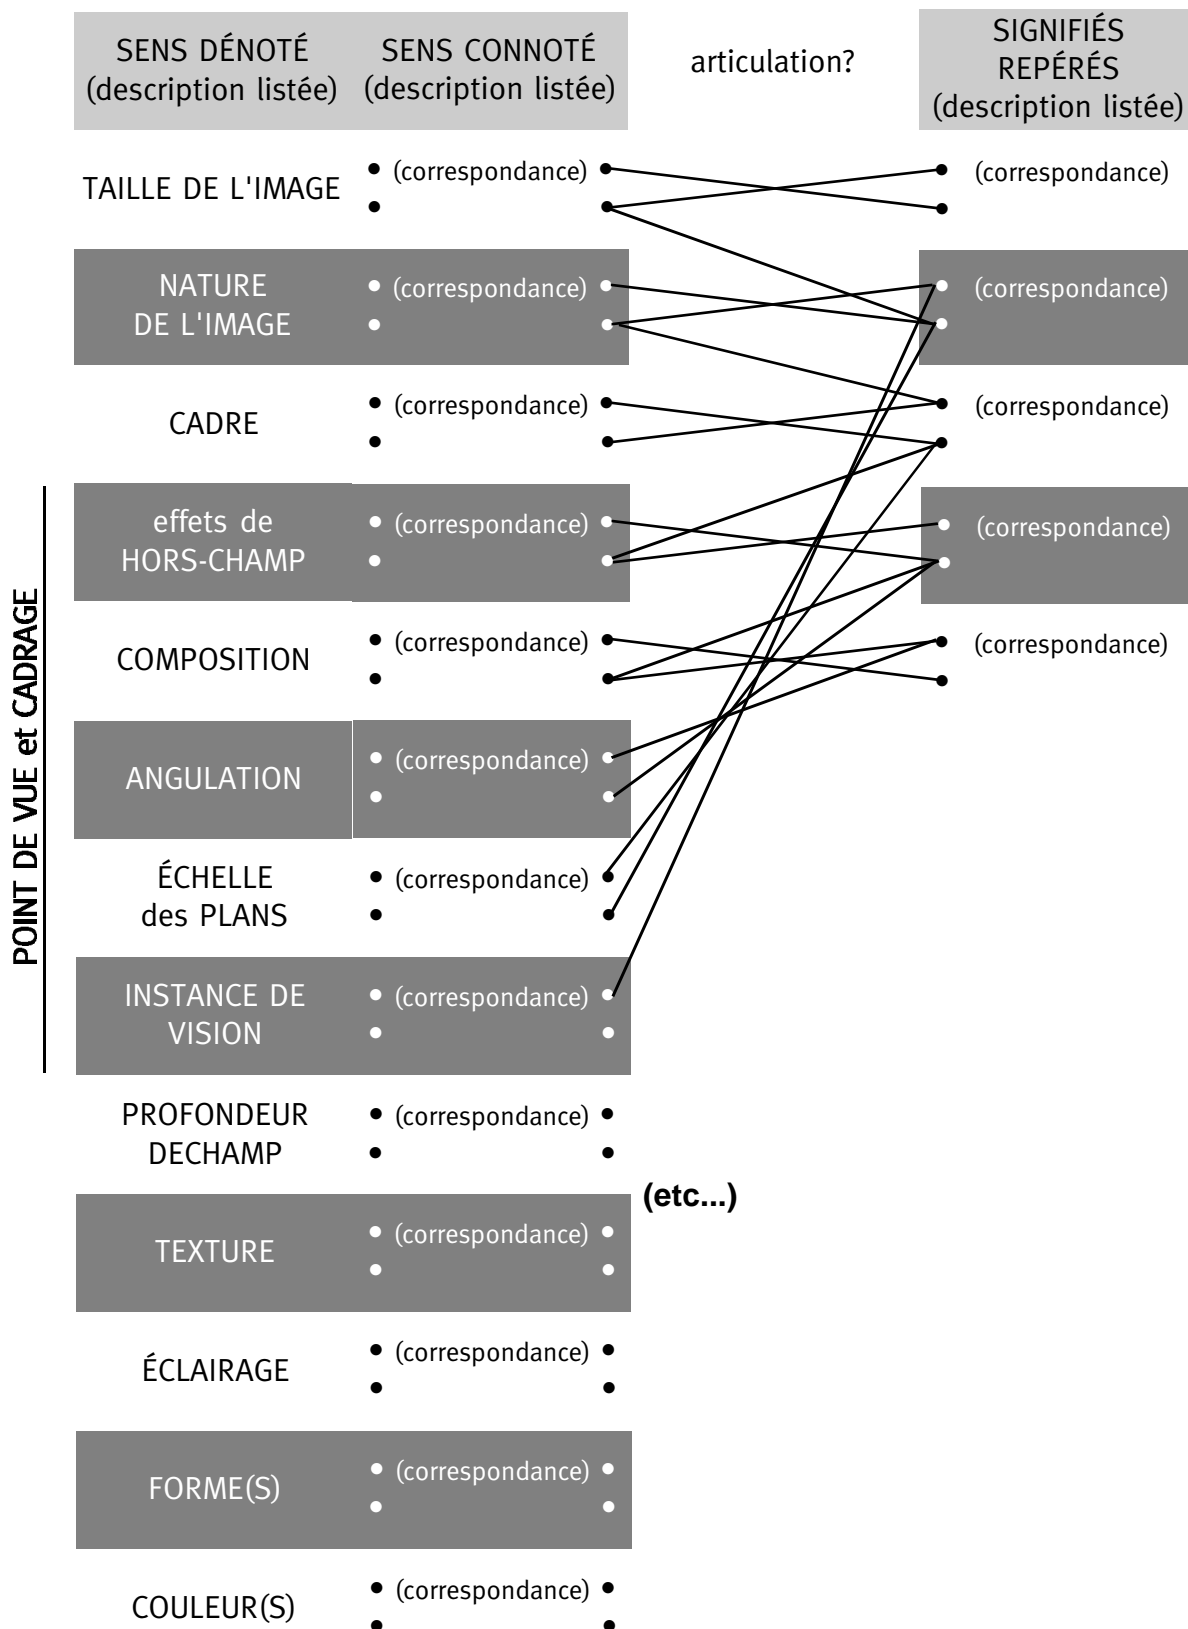 SENS DÉNOTÉ
(description listée)
SENS CONNOTÉ
(description listée)
articulation?
SIGNIFIÉS
REPÉRÉS
(description listée)
TAILLE DE L'IMAGE
• (correspondance) •
(correspondance)
NATURE
DE L'IMAGE
• (correspondance) •
(correspondance)
CADRE
• (correspondance) •
(correspondance)
POINT DE VUE et CADRAGE
effets de
HORS-CHAMP
• (correspondance) •
(correspondance)
COMPOSITION
• (correspondance) •
(correspondance)
ANGULATION
• (correspondance) •
ÉCHELLE
des PLANS
• (correspondance) •
INSTANCE DE
VISION
• (correspondance) •
PROFONDEUR
DECHAMP
• (correspondance) •
(etc...)
TEXTURE
• (correspondance) •
ÉCLAIRAGE
• (correspondance) •
FORME(S)
• (correspondance) •
COULEUR(S)
• (correspondance) •